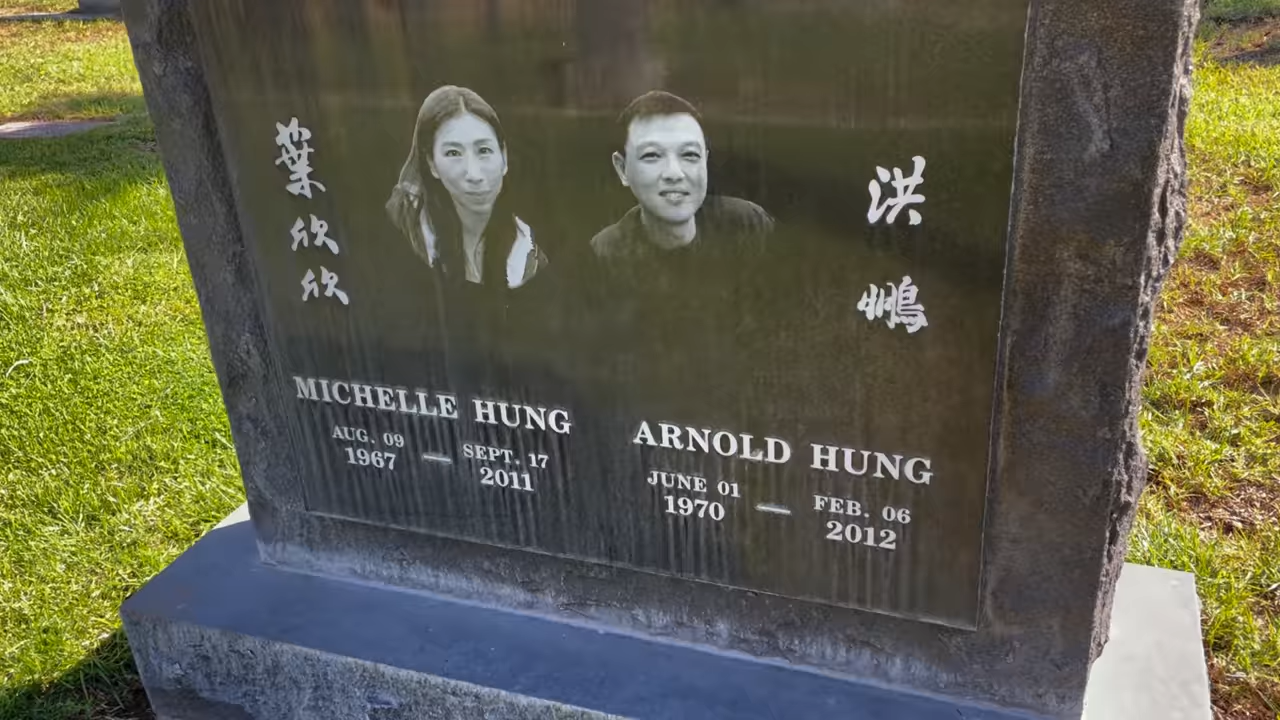 葉欣欣
洪鵬
MICHELLE HUNG
AUG. 09 1967 — SEPT. 17 2011
ARNOLD HUNG
JUNE 01 1970 — FEB. 06 2012